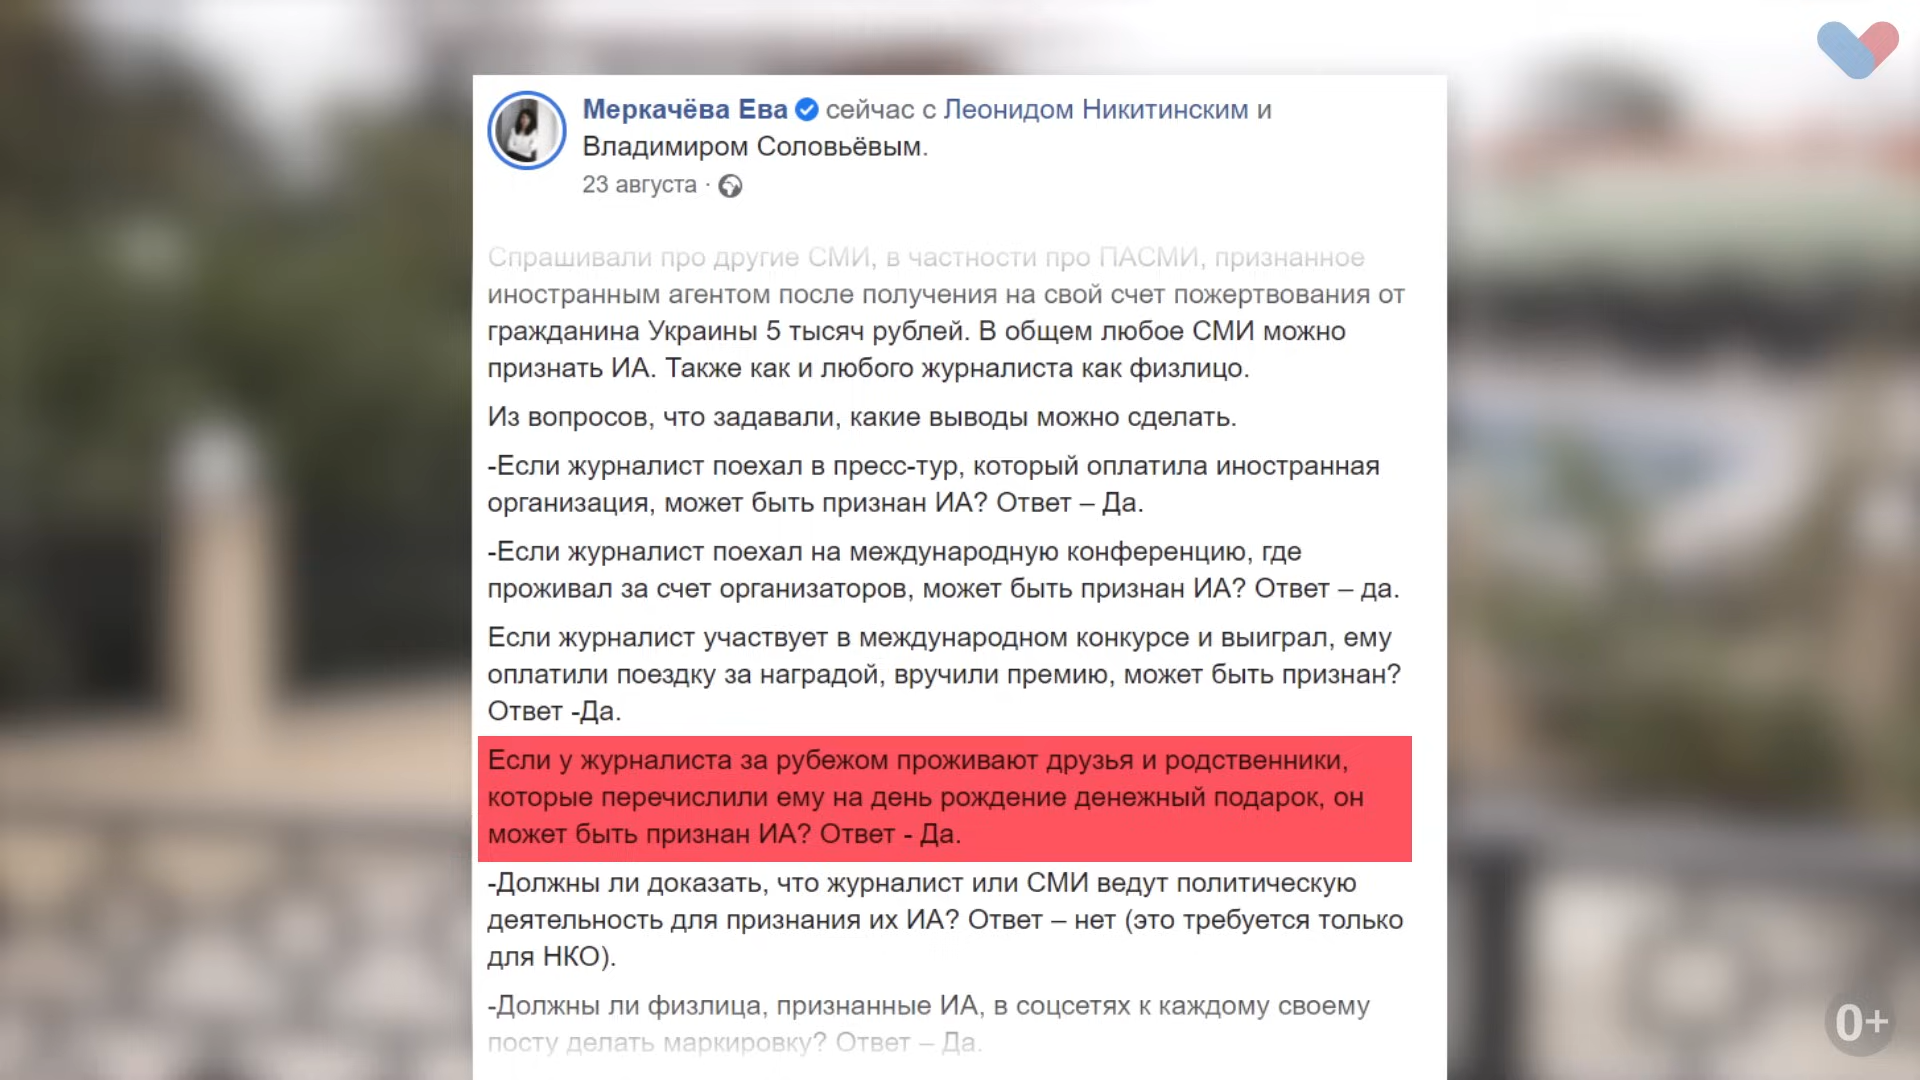 Меркачёва Ева сейчас с Леонидом Никитинским и
Владимиром Соловьёвым.
23 августа ·
Спрашивали про другие СМИ, в частности про ПАСМИ, признанное
иностранным агентом после получения на свой счет пожертвования от
гражданина Украины 5 тысяч рублей. В общем любое СМИ можно
признать ИА. Также как и любого журналиста как физлицо.
Из вопросов, что задавали, какие выводы можно сделать.
-Если журналист поехал в пресс-тур, который оплатила иностранная
организация, может быть признан ИА? Ответ – Да.
-Если журналист поехал на международную конференцию, где
проживал за счет организаторов, может быть признан ИА? Ответ – да.
Если журналист участвует в международном конкурсе и выиграл, ему
оплатили поездку за наградой, вручили премию, может быть признан?
Ответ -Да.
Если у журналиста за рубежом проживают друзья и родственники,
которые перечислили ему на день рождение денежный подарок, он
может быть признан ИА? Ответ - Да.
-Должны ли доказать, что журналист или СМИ ведут политическую
деятельность для признания их ИА? Ответ – нет (это требуется только
для НКО).
-Должны ли физлица, признанные ИА, в соцсетях к каждому своему
посту делать маркировку? Ответ – Да.
0+